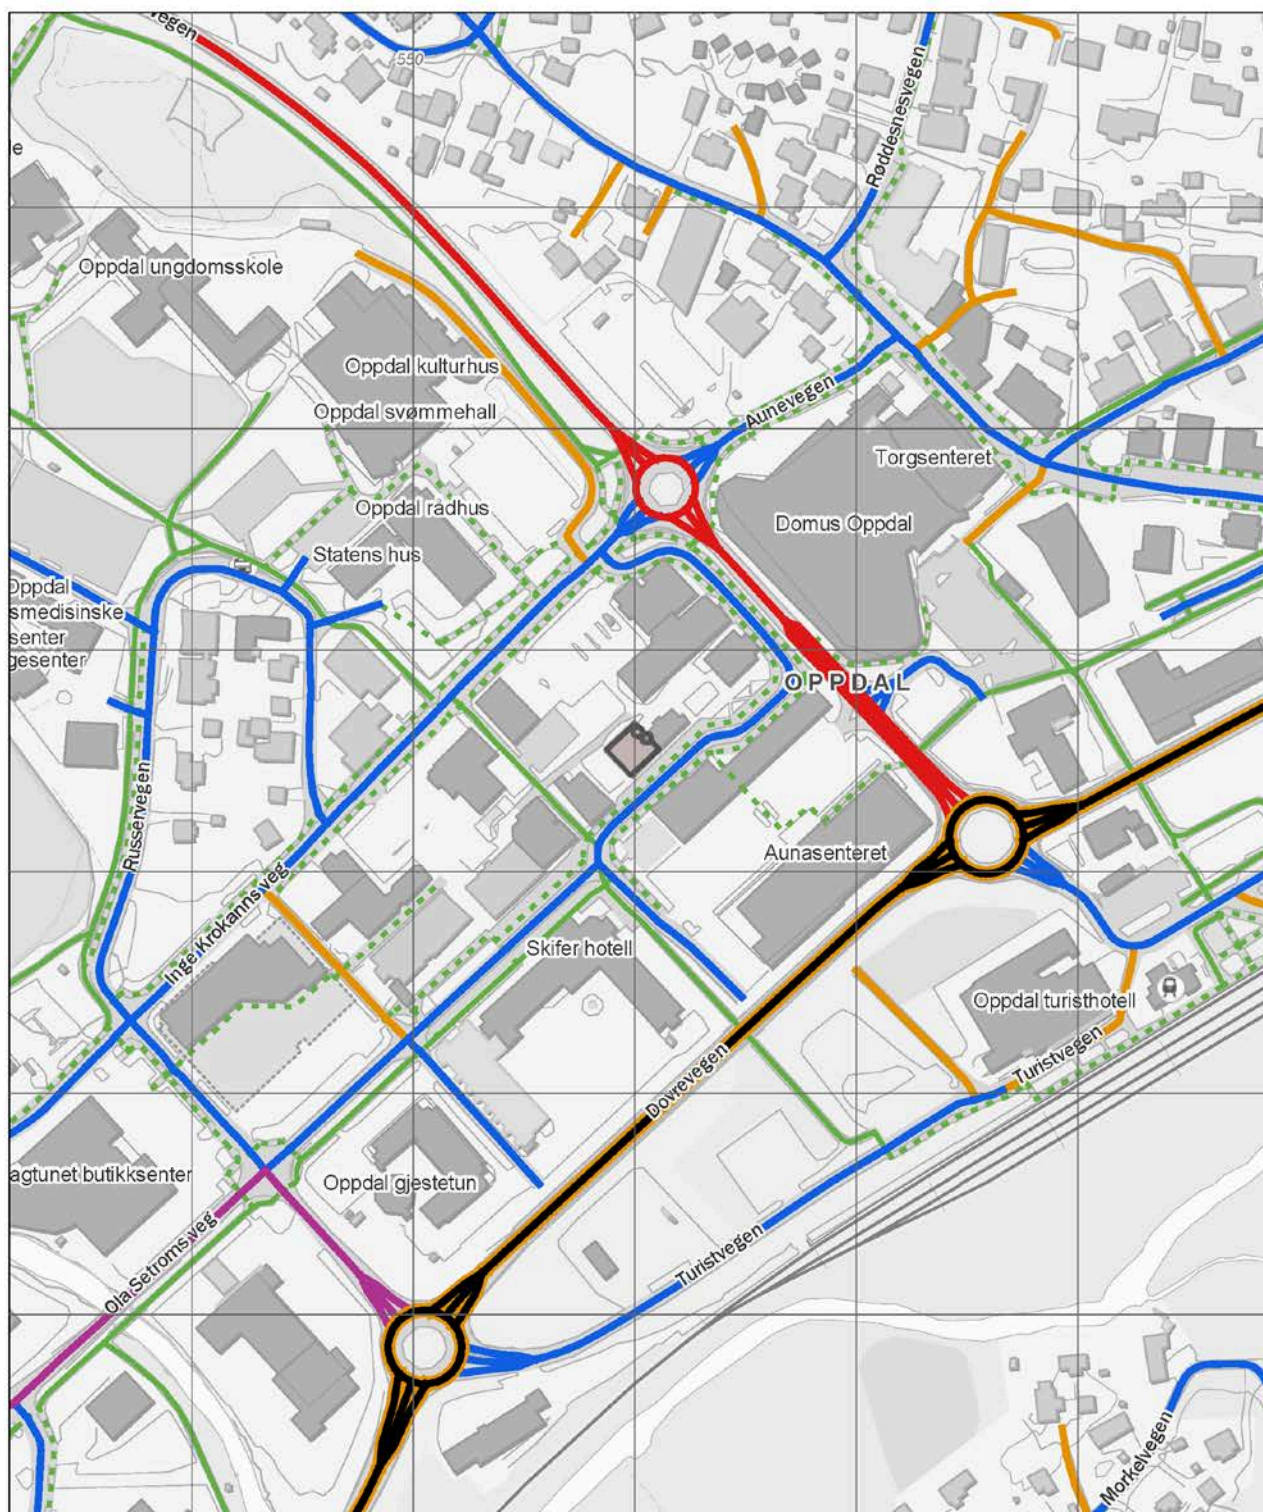 vegen
550
Røddesnesvegen
e
Oppdal ungdomsskole
Oppdal kulturhus
Oppdal svømmehall
Aunevegen
Torgsenteret
Oppdal rådhus
Domus Oppdal
Statens hus
Oppdal
smedisinske
senter
gesenter
OPPDAL
Russervegen
Aunasenteret
Inge Krokanns veg
Skifer hotell
Oppdal turisthotell
Turistvegen
Dovrevegen
agtunet butikksenter
Oppdal gjestetun
Ola Setroms veg
Turistvegen
Morkelvegen